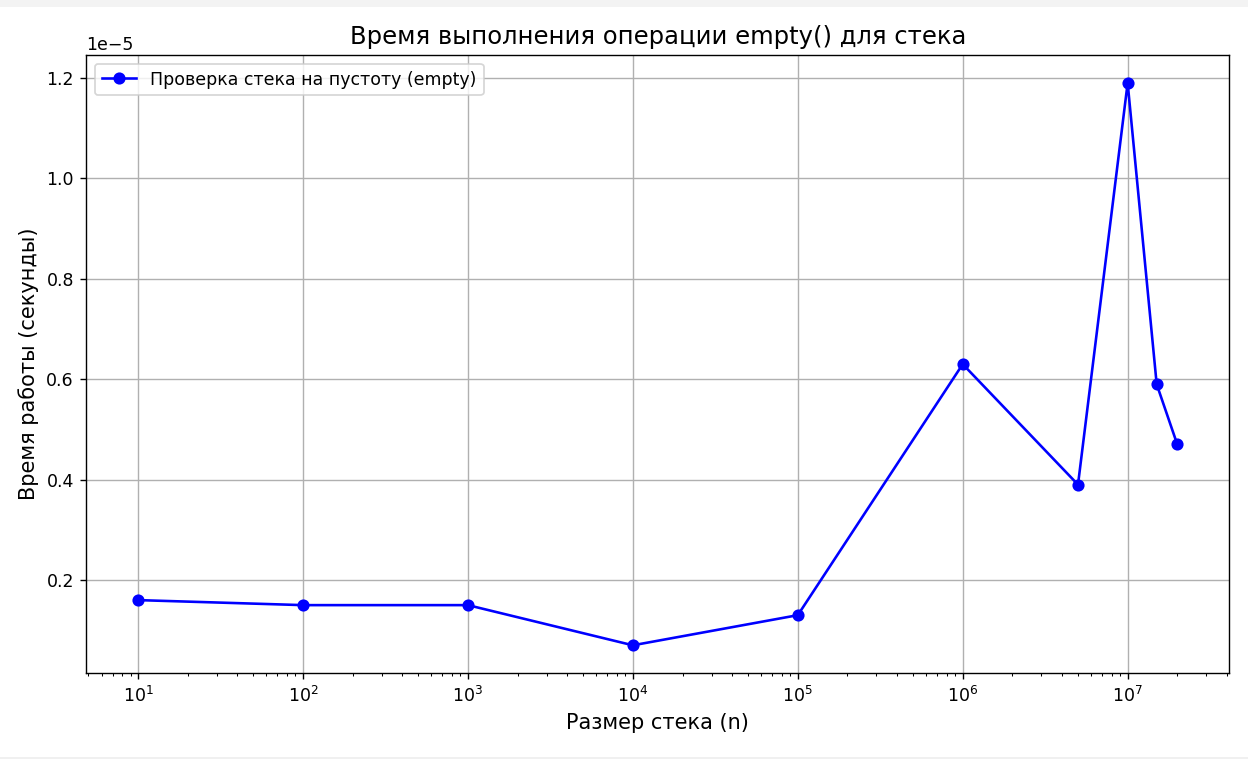 Время выполнения операции empty() для стека
1e−5
Проверка стека на пустоту (empty)
1.2
1.0
0.8
0.6
0.4
0.2
Время работы (секунды)
10¹ 10² 10³ 10⁴ 10⁵ 10⁶ 10⁷
Размер стека (n)